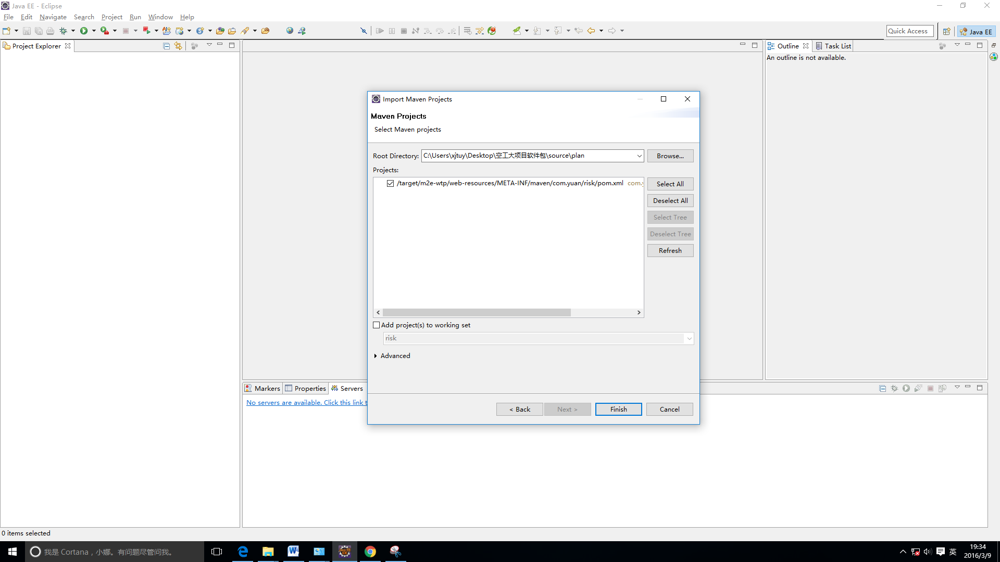 Java EE - Eclipse
File Edit Navigate Search Project Run Window Help
Quick Access
Java EE
Project Explorer
Outline
Task List
An outline is not available.
Import Maven Projects
Maven Projects
Select Maven projects
Root Directory:
C:\Users\xjtuy\Desktop\空工大项目软件包\source\plan
Browse...
Projects:
/target/m2e-wtp/web-resources/META-INF/maven/com.yuan/risk/pom.xml com.y
Select All
Deselect All
Select Tree
Deselect Tree
Refresh
Add project(s) to working set
risk
Advanced
< Back
Next >
Finish
Cancel
Markers
Properties
Servers
No servers are available. Click this link t
0 items selected
我是 Cortana，小娜。有问题尽管问我。
英
19:34
2016/3/9